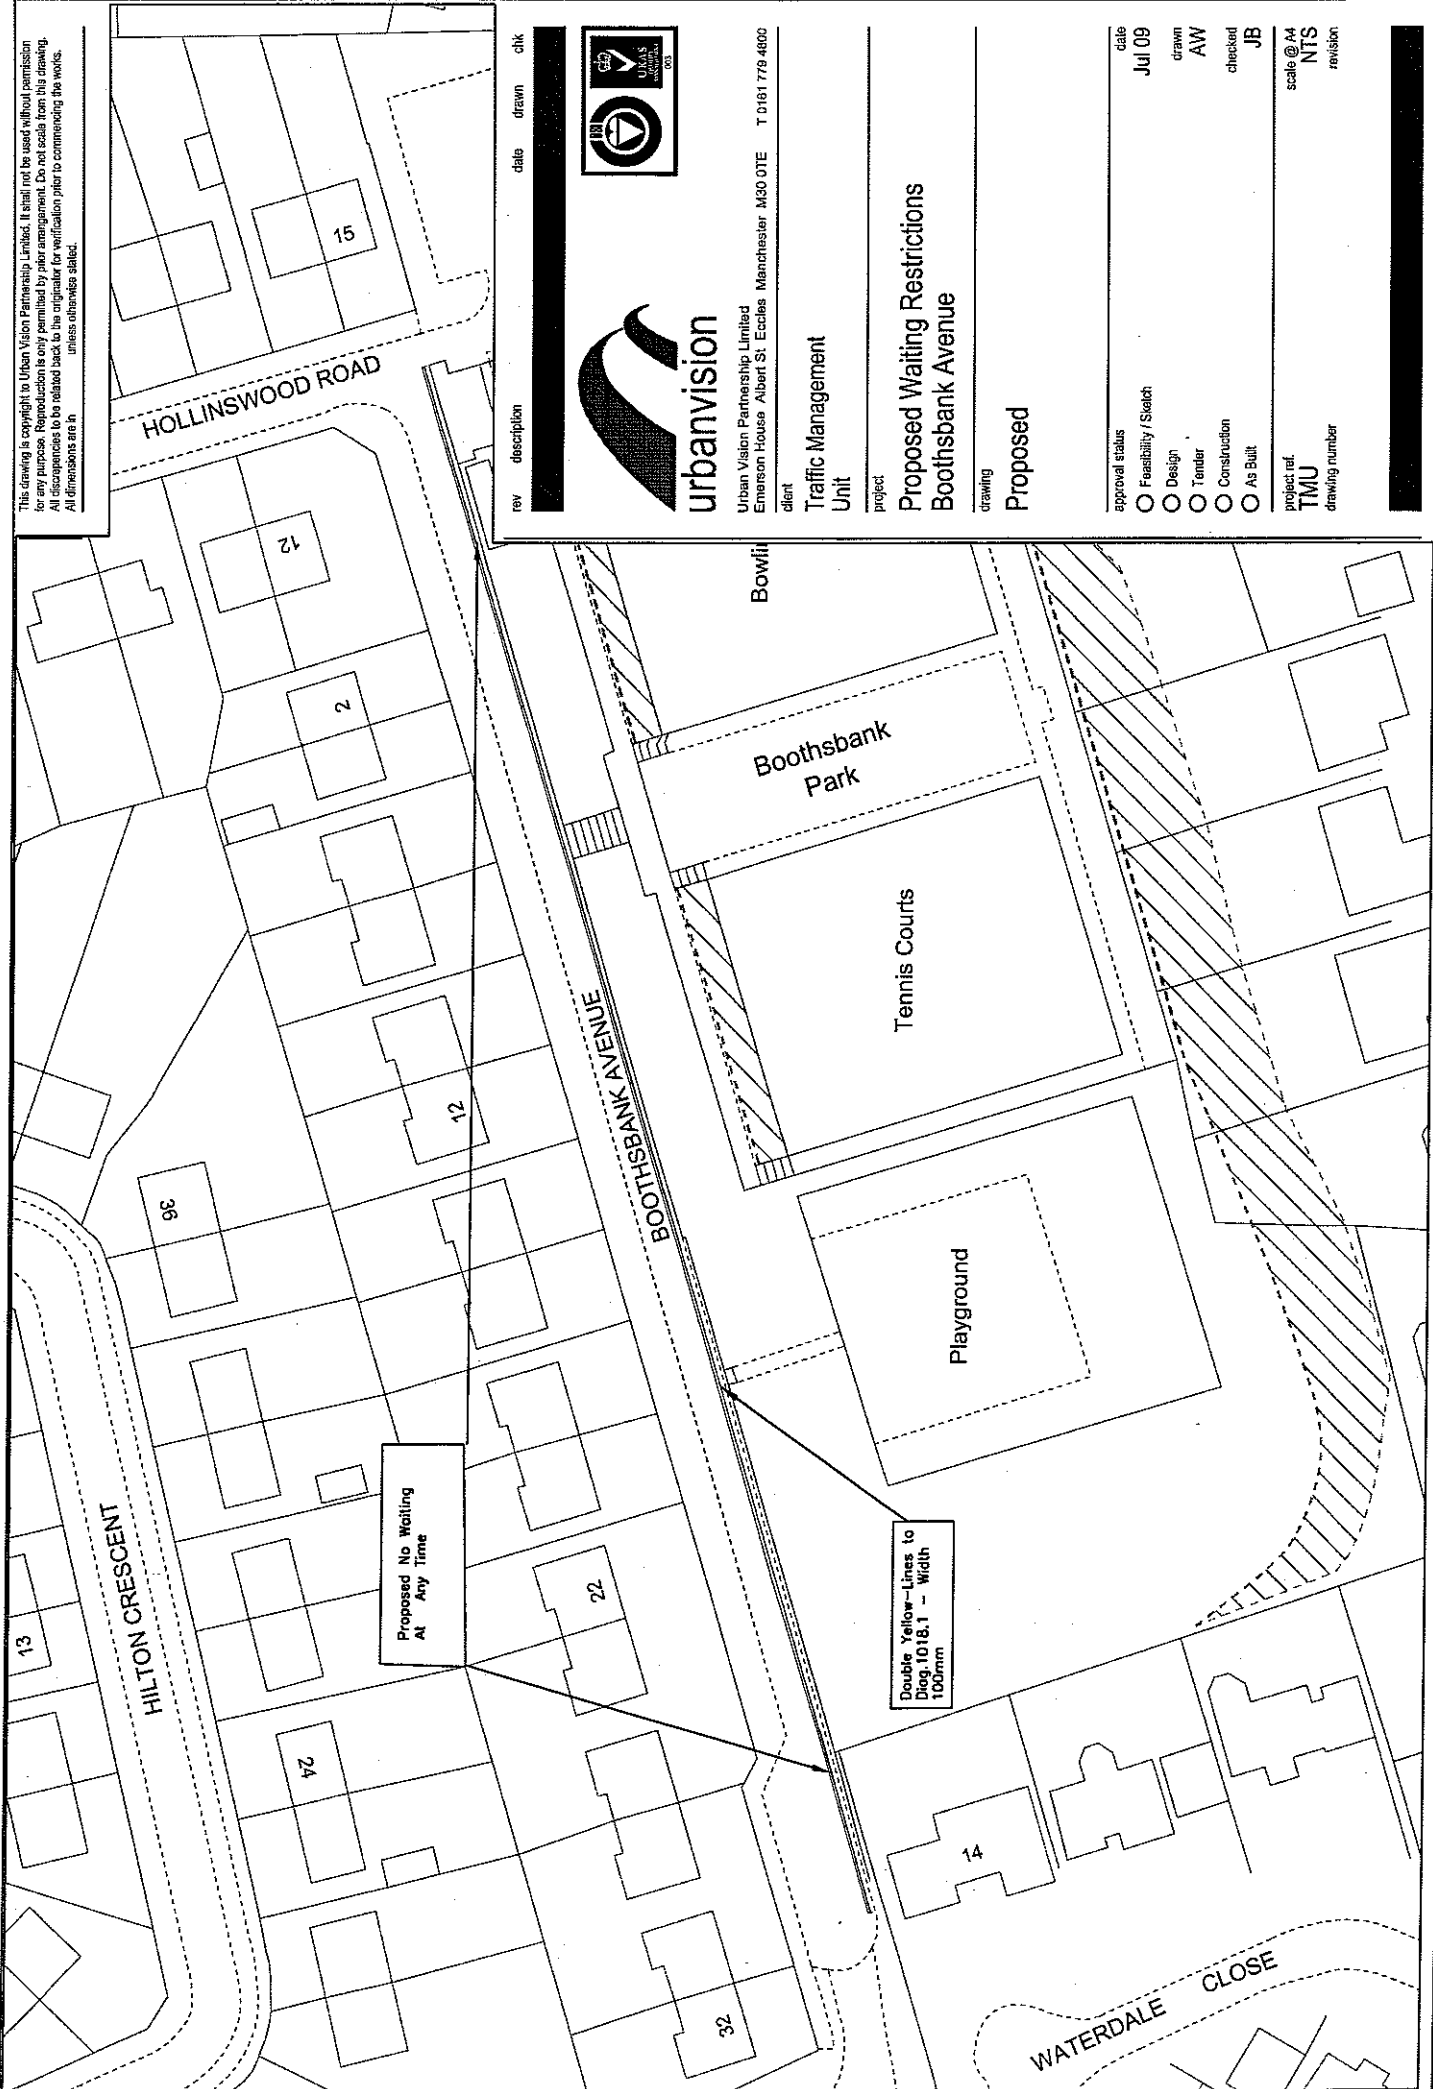 This drawing is copyright to Urban Vision Partnership Limited. It shall not be used without permission
for any purpose. Reproduction is only permitted by prior arrangement. Do not scale from this drawing.
All discrepancies to be related back to the originator for verification prior to commencing the works.
All dimensions are in unless otherwise stated.
rev description date drawn chk
UKAS
QUALITY
MANAGEMENT
003
urbanvision
Urban Vision Partnership Limited
Emerson House Albert St Eccles Manchester M30 0TE T 0161 779 4800
client
Traffic Management
Unit
project
Proposed Waiting Restrictions
Boothsbank Avenue
drawing
Proposed
approval status
Feasibility / Sketch
Design
Tender
Construction
As Built
date
Jul 09
drawn
AW
checked
JB
project ref.
TMU
scale @ A4
NTS
drawing number
revision
HOLLINSWOOD ROAD
15
12
2
12
36
22
13
24
32
14
HILTON CRESCENT
BOOTHSBANK AVENUE
Bowli
Boothsbank
Park
Tennis Courts
Playground
WATERDALE CLOSE
Proposed No Waiting
At Any Time
Double Yellow-Lines to
Diag.1018.1 - Width
100mm